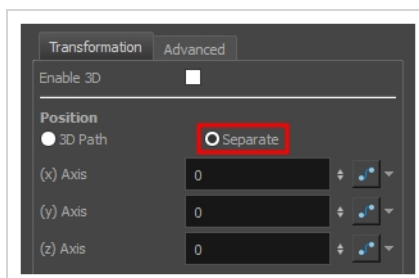 Transformation Advanced
Enable 3D
Position
3D Path Separate
(x) Axis 0
(y) Axis 0
(z) Axis 0